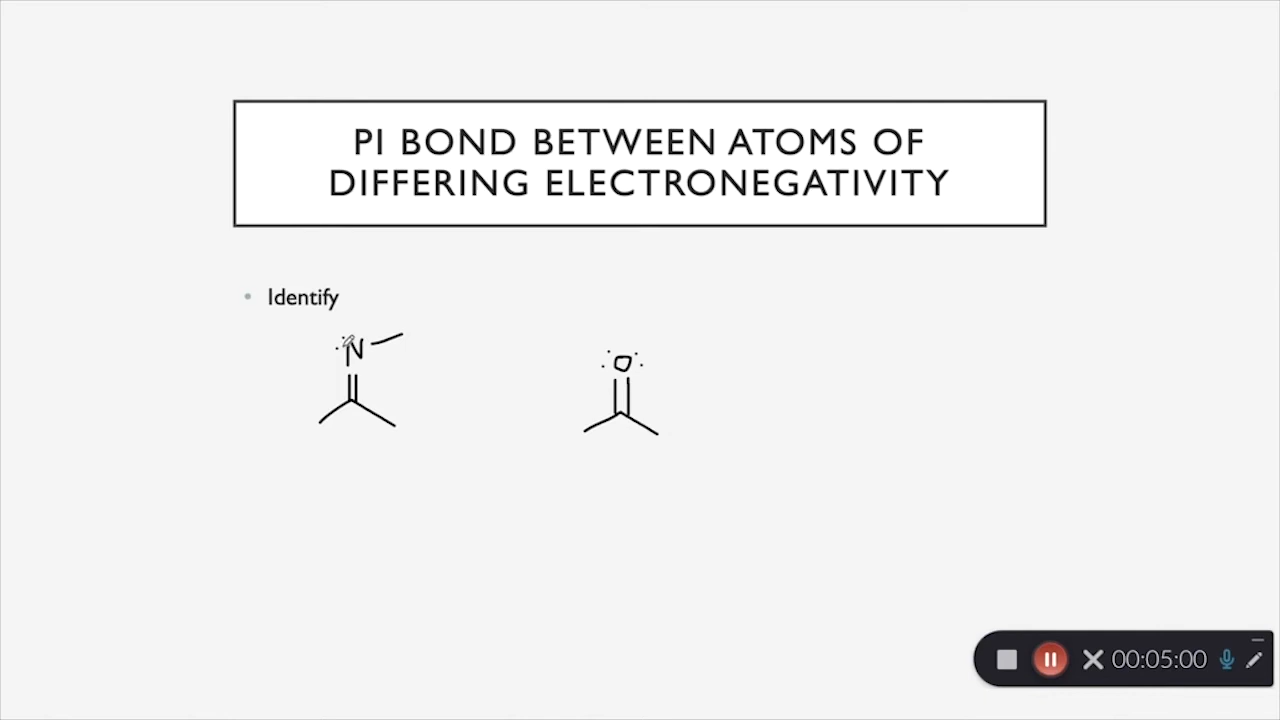 PI BOND BETWEEN ATOMS OF
DIFFERING ELECTRONEGATIVITY
• Identify
N
O
00:05:00